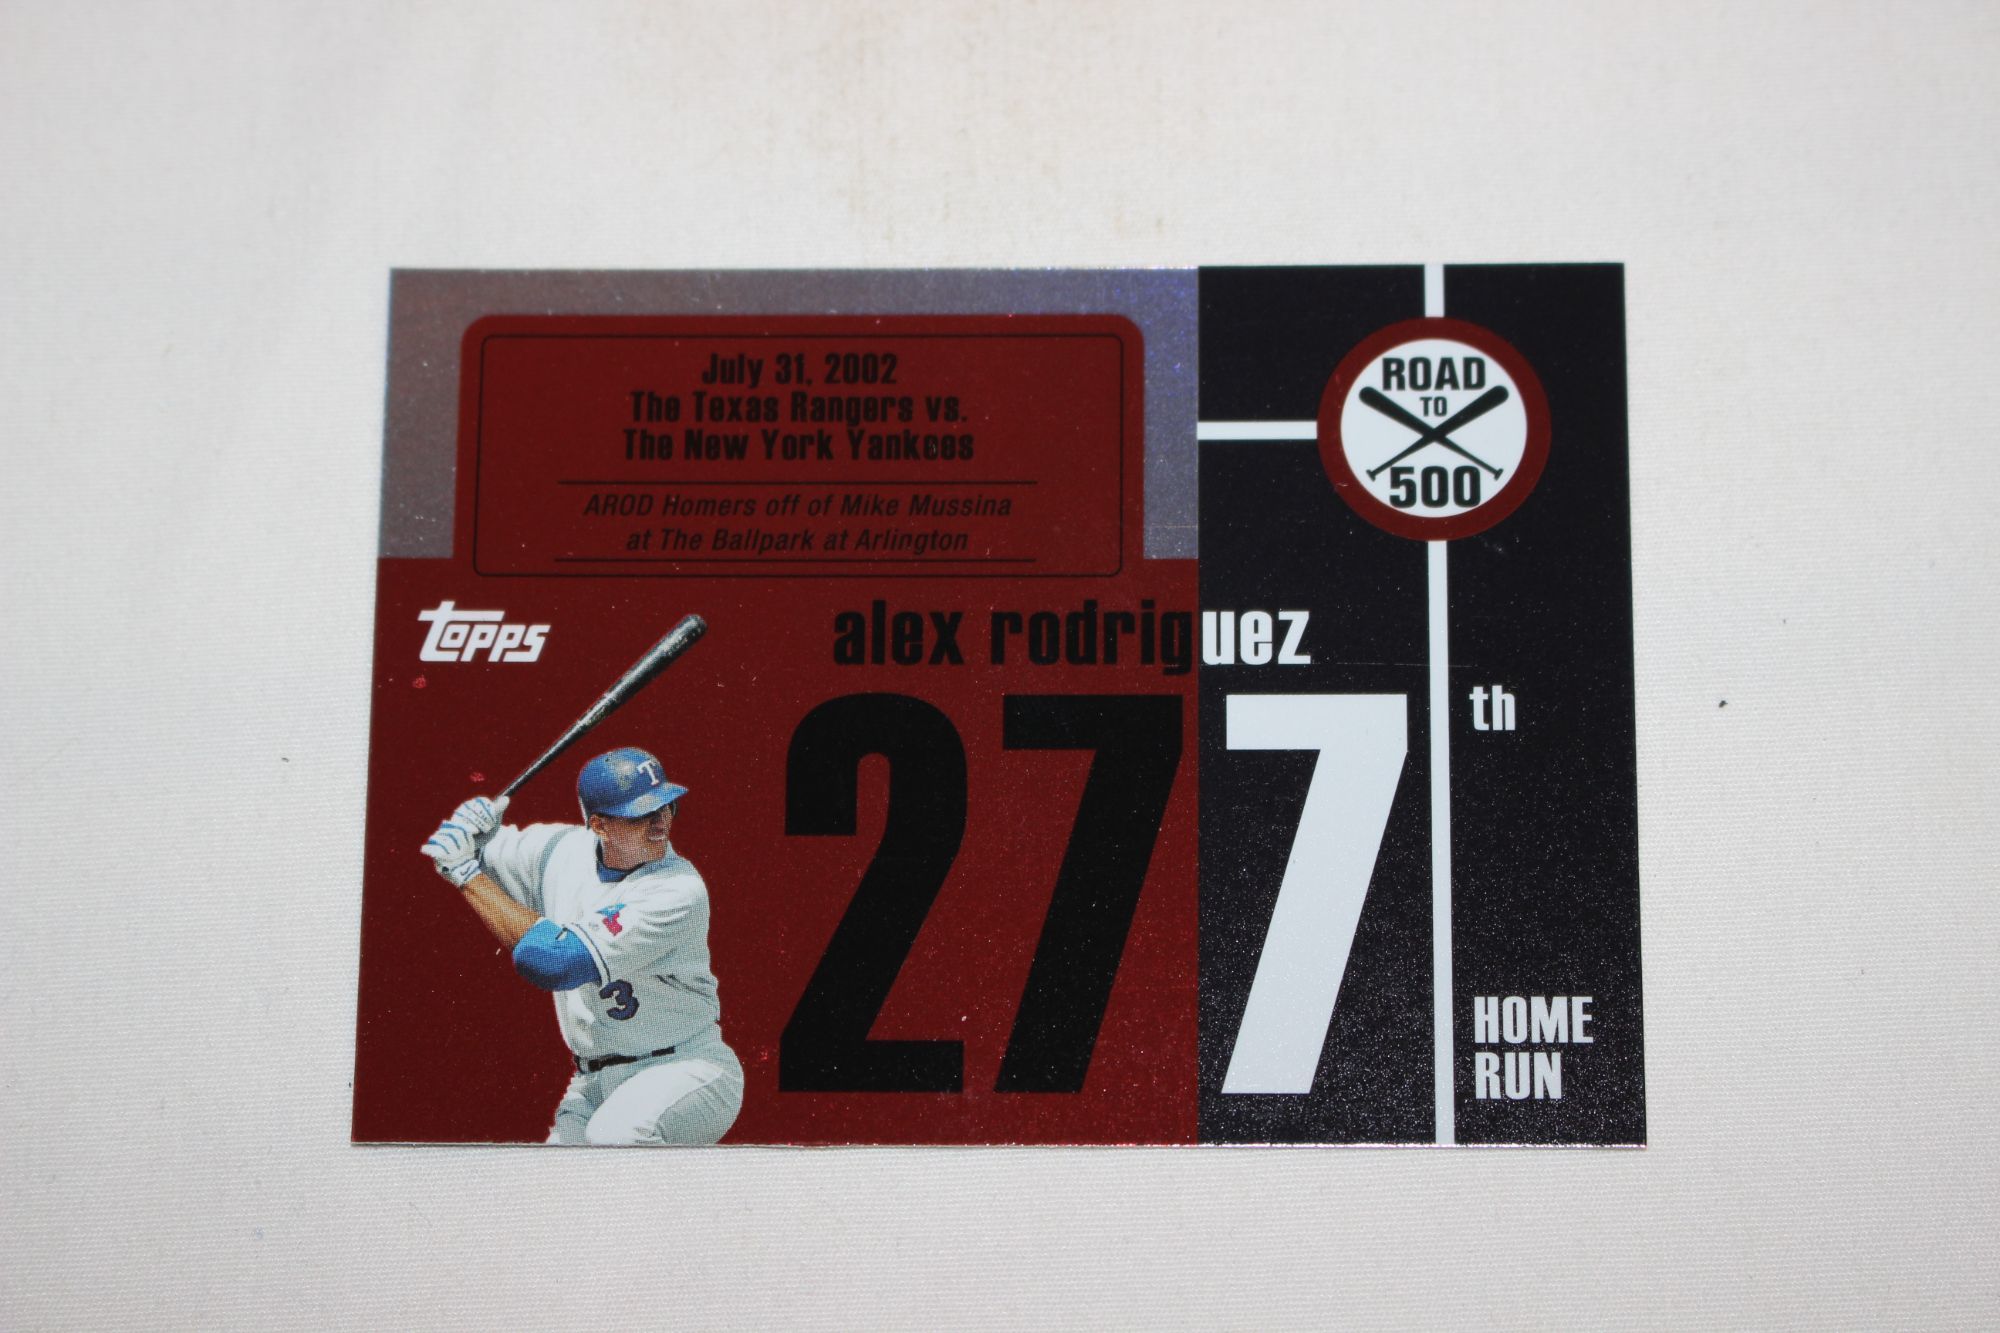 July 31, 2002
The Texas Rangers vs.
The New York Yankees
AROD Homers off of Mike Mussina
at The Ballpark at Arlington
ROAD
TO
500
TOPPS
alex rodriguez
277
th
HOME
RUN
T
3